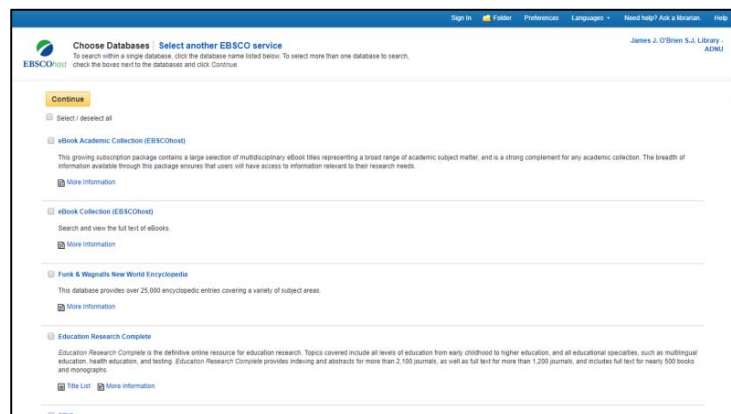 Sign In Folder Preferences Languages Need help? Ask a librarian. Help
EBSCOhost
Choose Databases Select another EBSCO service
To search within a single database, click the database name listed below. To select more than one database to search,
check the boxes next to the databases and click Continue.
James J. O'Brien S.J. Library -
ADNU
Continue
Select / deselect all
eBook Academic Collection (EBSCOhost)
This growing subscription package contains a large selection of multidisciplinary eBook titles representing a broad range of academic subject matter, and is a strong complement for any academic collection. The breadth of
information available through this package ensures that users will have access to information relevant to their research needs.
More Information
eBook Collection (EBSCOhost)
Search and view the full text of eBooks.
More Information
Funk & Wagnalls New World Encyclopedia
This database provides over 25,000 encyclopedic entries covering a variety of subject areas.
More Information
Education Research Complete
Education Research Complete is the definitive online resource for education research. Topics covered include all levels of education from early childhood to higher education, and all educational specialties, such as multilingual
education, health education, and testing. Education Research Complete provides indexing and abstracts for more than 2,100 journals, as well as full text for more than 1,200 journals, and includes full text for nearly 500 books
and monographs.
Title List More Information